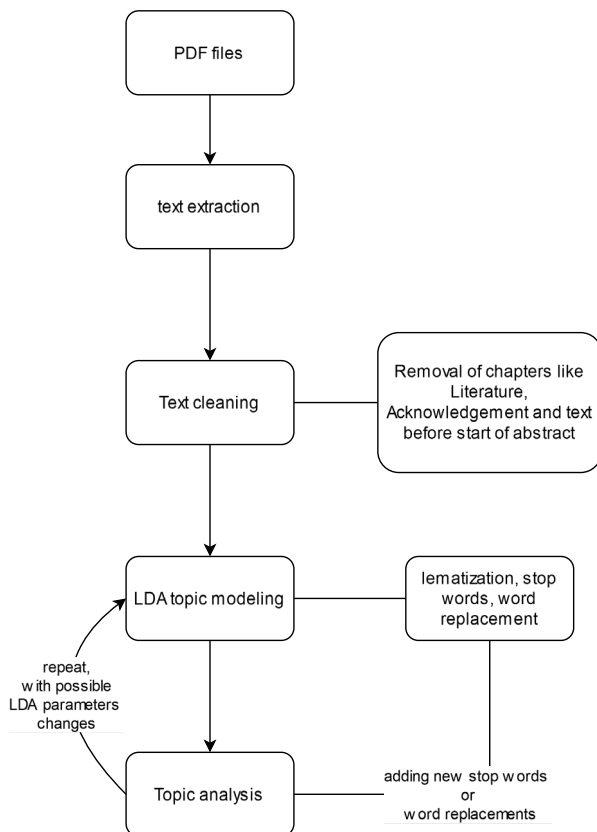 PDF files
text extraction
Text cleaning
Removal of chapters like
Literature,
Acknowledgement and text
before start of abstract
LDA topic modeling
lematization, stop
words, word
replacement
repeat,
with possible
LDA parameters
changes
Topic analysis
adding new stop words
or
word replacements